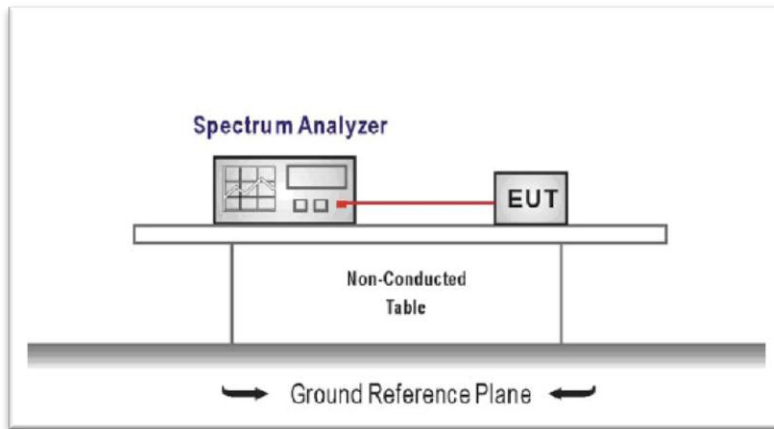 Spectrum Analyzer
EUT
Non-Conducted
Table
Ground Reference Plane